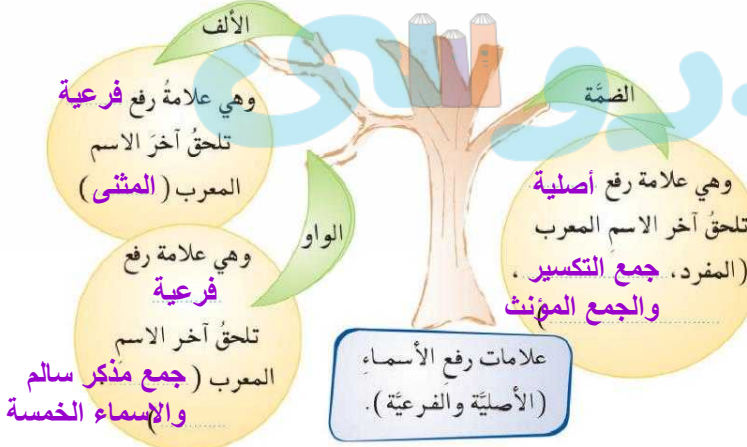 الضمَّة
وهي علامة رفع أصلية
تلحقُ آخر الاسمِ المعرب
(المفرد، جمع التكسير ،
والجمع المؤنث)
الألف
وهي علامةُ رفع فرعية
تلحقُ آخرَ الاسم
المعرب (المثنى)
الواو
وهي علامة رفع
فرعية
تلحقُ آخر الاسمِ
المعرب (جمع مذكر سالم
والاسماء الخمسة)
علامات رفعِ الأسماءِ
(الأصليَّة والفرعيَّة).